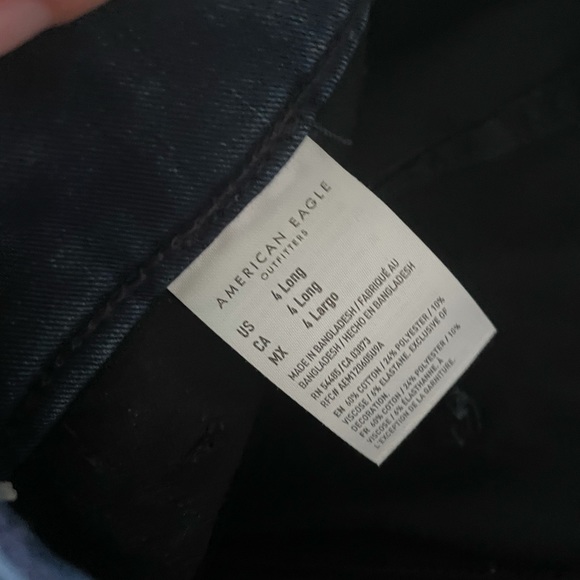 AMERICAN EAGLE
OUTFITTERS
US 4 Long
CA 4 Long
MX 4 Largo
MADE IN BANGLADESH / FABRIQUÉ AU
BANGLADESH / HECHO EN BANGLADESH
RN 54485/CA 03873
RFC# AEM120460509A
EN 60% COTTON / 24% POLYESTER / 10%
VISCOSE / 6% ELASTANE. EXCLUSIVE OF
DECORATION.
FR 60% COTON / 24% POLYESTER / 10%
VISCOSE / 6% ÉLASTHANNE. À
L'EXCEPTION DE LA GARNITURE.